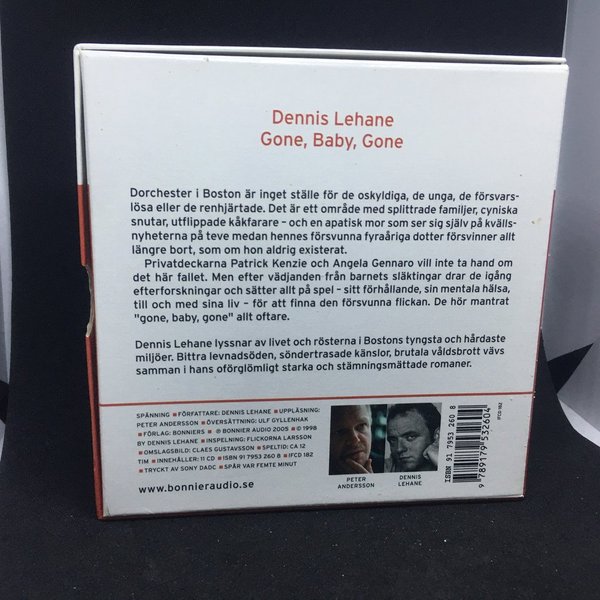 Dennis Lehane
Gone, Baby, Gone
Dorchester i Boston är inget ställe för de oskyldiga, de unga, de försvars-
lösa eller de renhjärtade. Det är ett område med splittrade familjer, cyniska
snutar, utflippade kåkfarare – och en apatisk mor som ser sig själv på kvälls-
nyheterna på teve medan hennes försvunna fyraåriga dotter försvinner allt
längre bort, som om hon aldrig existerat.
Privatdeckarna Patrick Kenzie och Angela Gennaro vill inte ta hand om
det här fallet. Men efter vädjanden från barnets släktingar drar de igång
efterforskningar och sätter allt på spel – sitt förhållande, sin mentala hälsa,
till och med sina liv – för att finna den försvunna flickan. De hör mantrat
"gone, baby, gone" allt oftare.
Dennis Lehane lyssnar av livet och rösterna i Bostons tyngsta och hårdaste
miljöer. Bittra levnadsöden, söndertrasade känslor, brutala våldsbrott vävs
samman i hans oförglömligt starka och stämningsmättade romaner.
SPÄNNING ■ FÖRFATTARE: DENNIS LEHANE ■ UPPLÄSNING:
PETER ANDERSSON ■ ÖVERSÄTTNING: ULF GYLLENHAK
■ FÖRLAG: BONNIERS ■ ℗ BONNIER AUDIO 2005 ■ © 1998
BY DENNIS LEHANE ■ INSPELNING: FLICKORNA LARSSON
■ OMSLAGSBILD: CLAES GUSTAVSSON ■ SPELTID: CA 12
TIM ■ INNEHÅLLER: 11 CD ■ ISBN 91 7953 260 8 ■ IFCD 182
■ TRYCKT AV SONY DADC ■ SPÅR VAR FEMTE MINUT
www.bonnieraudio.se
PETER
ANDERSSON
DENNIS
LEHANE
ISBN 91 7953 260 8
9 789179 532604
IFCD 182